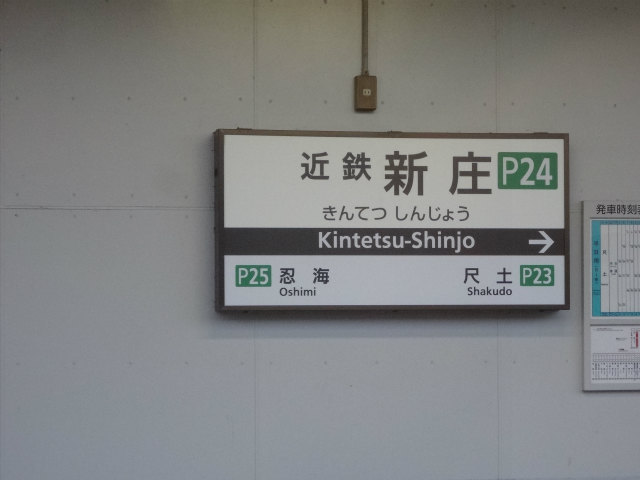 近鉄 新庄 P24
きんてつ しんじょう
Kintetsu-Shinjo →
P25 忍海 尺土 P23
Oshimi Shakudo
発車時刻